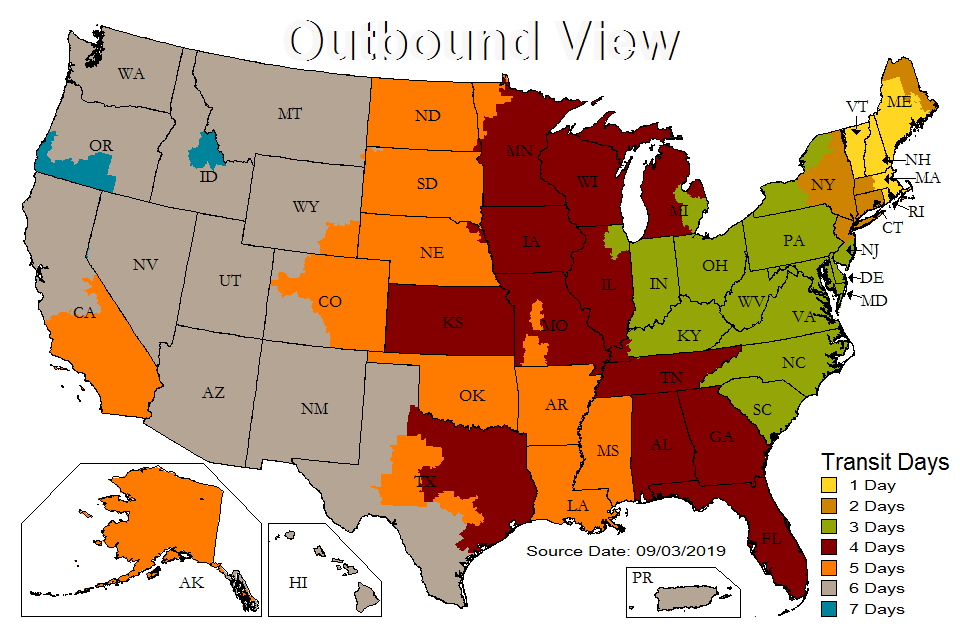 Outbound View
WA
MT
ND
MN
VT
ME
OR
ID
WY
SD
WI
MI
NY
NH
MA
RI
CT
NV
UT
CO
NE
IA
IL
IN
OH
PA
NJ
DE
MD
CA
KS
MO
KY
WV
VA
AZ
NM
OK
AR
TN
NC
SC
TX
LA
MS
AL
GA
FL
AK
HI
PR
Source Date: 09/03/2019
Transit Days
1 Day
2 Days
3 Days
4 Days
5 Days
6 Days
7 Days